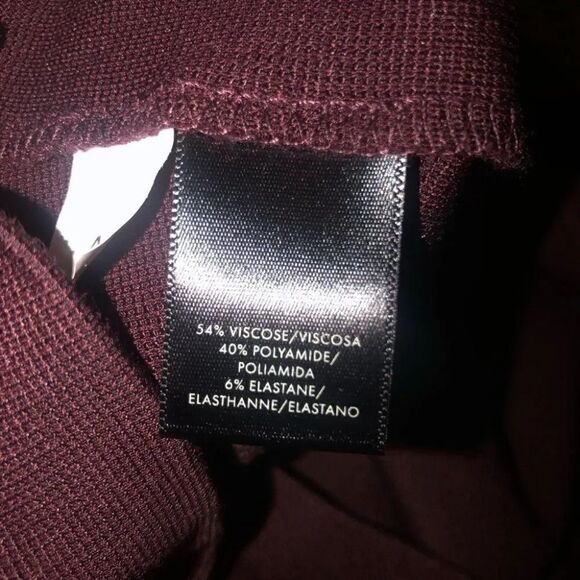 54% VISCOSE/VISCOSA
40% POLYAMIDE/
POLIAMIDA
6% ELASTANE/
ELASTHANNE/ELASTANO